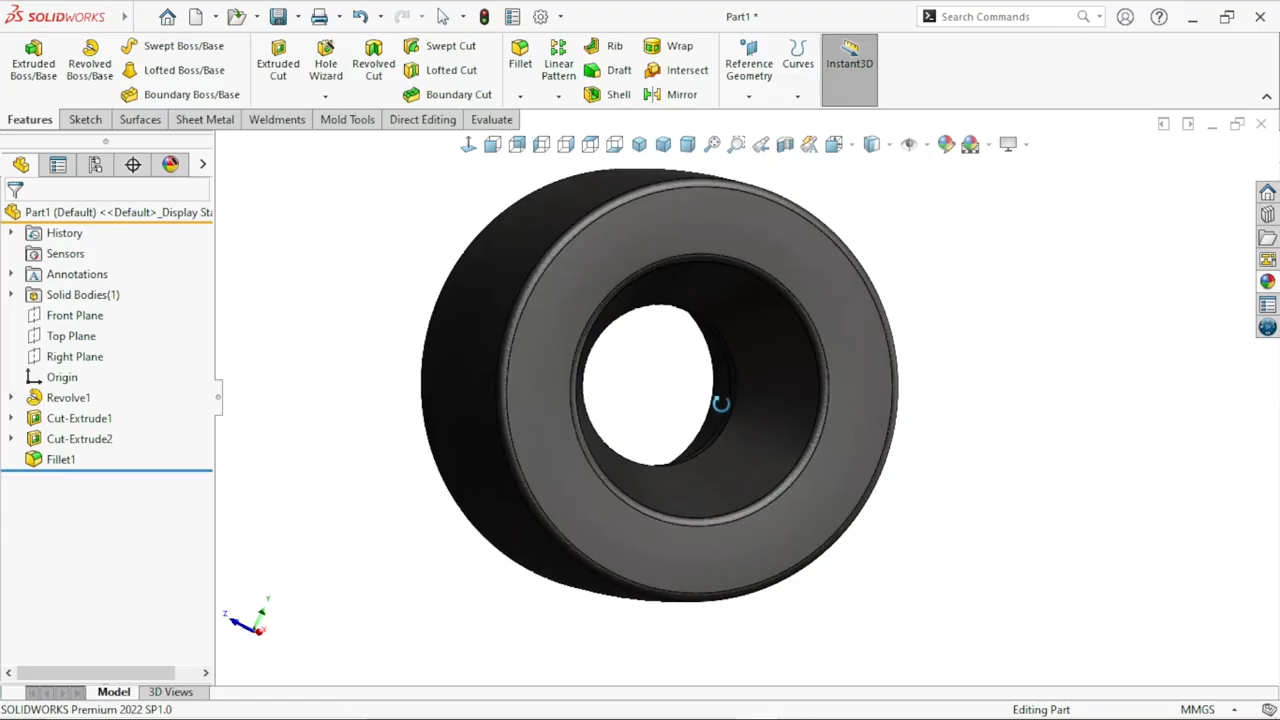 SOLIDWORKS
Part1 *
Search Commands
Extruded Boss/Base
Revolved Boss/Base
Swept Boss/Base
Lofted Boss/Base
Boundary Boss/Base
Extruded Cut
Hole Wizard
Revolved Cut
Swept Cut
Lofted Cut
Boundary Cut
Fillet
Linear Pattern
Rib
Draft
Shell
Wrap
Intersect
Mirror
Reference Geometry
Curves
Instant3D
Features
Sketch
Surfaces
Sheet Metal
Weldments
Mold Tools
Direct Editing
Evaluate
Part1 (Default) <<Default>_Display Sta
History
Sensors
Annotations
Solid Bodies(1)
Front Plane
Top Plane
Right Plane
Origin
Revolve1
Cut-Extrude1
Cut-Extrude2
Fillet1
Y
Z
X
Model
3D Views
SOLIDWORKS Premium 2022 SP1.0
Editing Part
MMGS